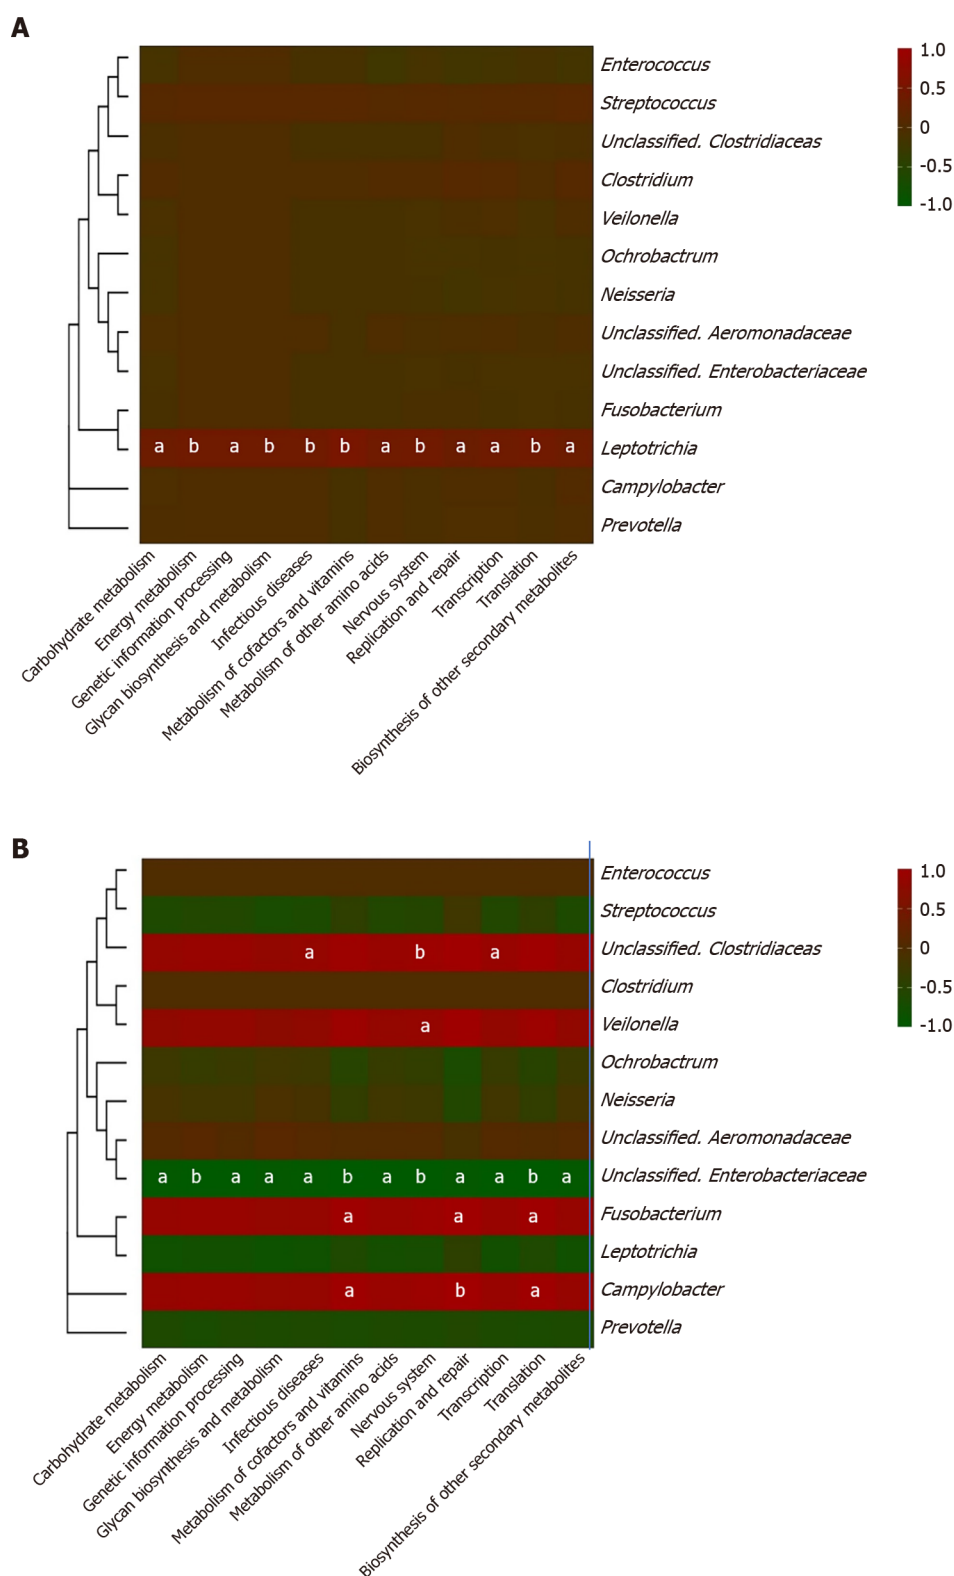 A
Enterococcus
Streptococcus
Unclassified. Clostridiaceas
Clostridium
Veilonella
Ochrobactrum
Neisseria
Unclassified. Aeromonadaceae
Unclassified. Enterobacteriaceae
Fusobacterium
a b a b b b a b a a b a Leptotrichia
Campylobacter
Prevotella
1.0
0.5
0
-0.5
-1.0
Carbohydrate metabolism
Energy metabolism
Genetic information processing
Glycan biosynthesis and metabolism
Infectious diseases
Metabolism of cofactors and vitamins
Metabolism of other amino acids
Nervous system
Replication and repair
Transcription
Translation
Biosynthesis of other secondary metabolites
B
Enterococcus
Streptococcus
a b a Unclassified. Clostridiaceas
Clostridium
a Veilonella
Ochrobactrum
Neisseria
Unclassified. Aeromonadaceae
a b a a a b a b a a b a Unclassified. Enterobacteriaceae
a a a Fusobacterium
Leptotrichia
a b a Campylobacter
Prevotella
1.0
0.5
0
-0.5
-1.0
Carbohydrate metabolism
Energy metabolism
Genetic information processing
Glycan biosynthesis and metabolism
Infectious diseases
Metabolism of cofactors and vitamins
Metabolism of other amino acids
Nervous system
Replication and repair
Transcription
Translation
Biosynthesis of other secondary metabolites